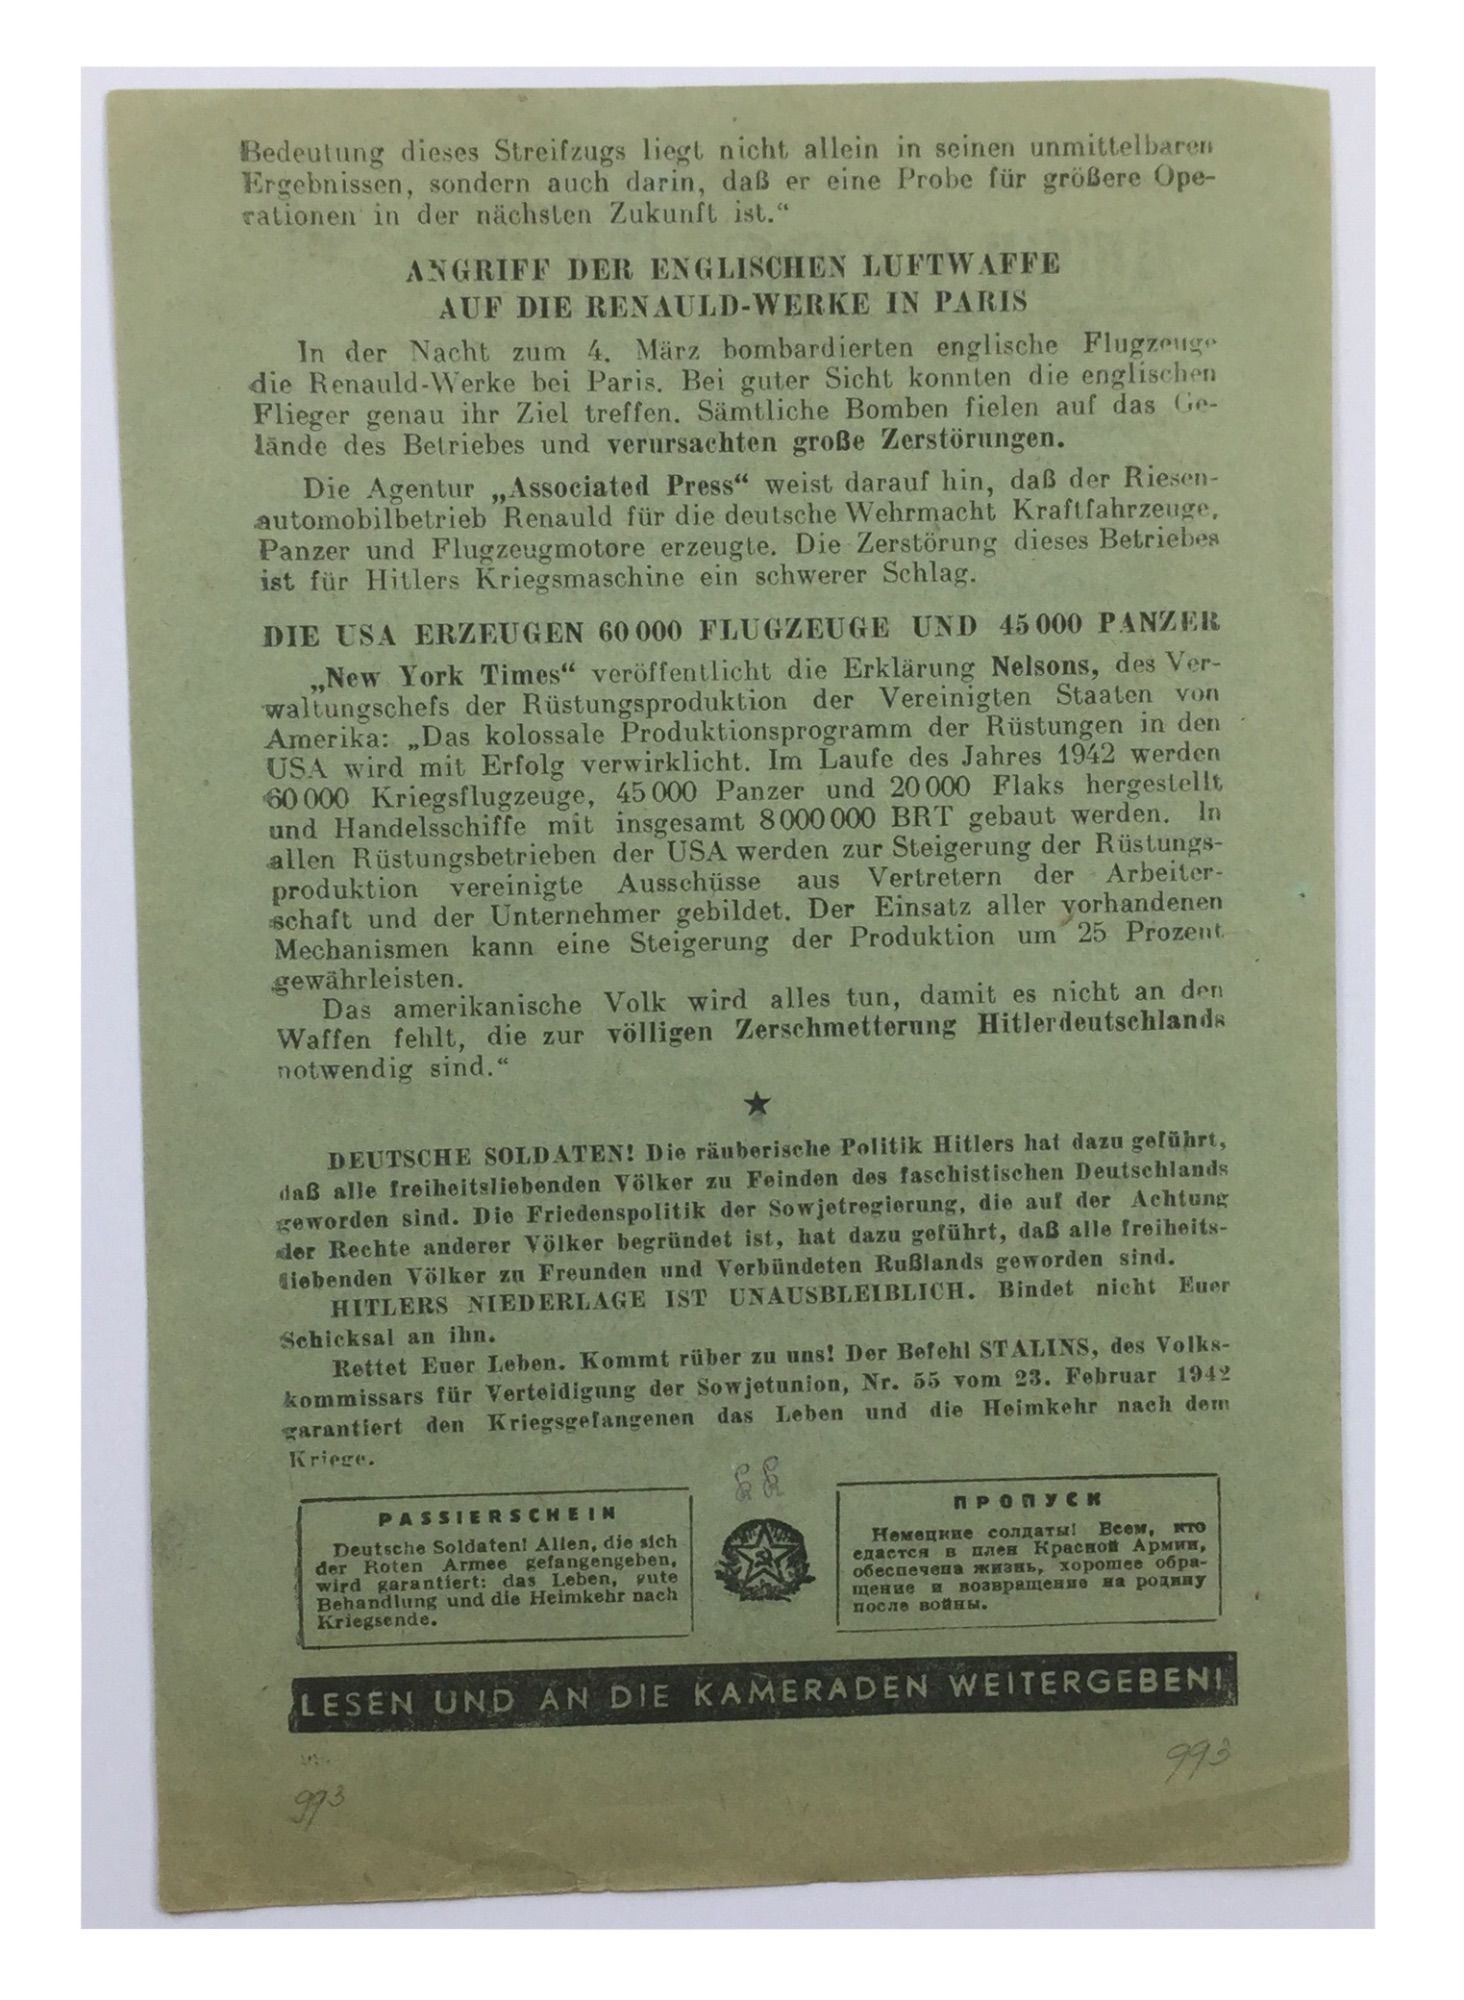 Bedeutung dieses Streifzugs liegt nicht allein in seinen unmittelbaren
Ergebnissen, sondern auch darin, daß er eine Probe für größere Ope-
rationen in der nächsten Zukunft ist.“
ANGRIFF DER ENGLISCHEN LUFTWAFFE
AUF DIE RENAULD-WERKE IN PARIS
In der Nacht zum 4. März bombardierten englische Flugzeuge
die Renauld-Werke bei Paris. Bei guter Sicht konnten die englischen
Flieger genau ihr Ziel treffen. Sämtliche Bomben fielen auf das Ge-
lände des Betriebes und verursachten große Zerstörungen.
Die Agentur „Associated Press“ weist darauf hin, daß der Riesen-
automobilbetrieb Renauld für die deutsche Wehrmacht Kraftfahrzeuge,
Panzer und Flugzeugmotore erzeugte. Die Zerstörung dieses Betriebes
ist für Hitlers Kriegsmaschine ein schwerer Schlag.
DIE USA ERZEUGEN 60 000 FLUGZEUGE UND 45 000 PANZER
„New York Times“ veröffentlicht die Erklärung Nelsons, des Ver-
waltungschefs der Rüstungsproduktion der Vereinigten Staaten von
Amerika: „Das kolossale Produktionsprogramm der Rüstungen in den
USA wird mit Erfolg verwirklicht. Im Laufe des Jahres 1942 werden
60 000 Kriegsflugzeuge, 45 000 Panzer und 20 000 Flaks hergestellt
und Handelsschiffe mit insgesamt 8 000 000 BRT gebaut werden. In
allen Rüstungsbetrieben der USA werden zur Steigerung der Rüstungs-
produktion vereinigte Ausschüsse aus Vertretern der Arbeiter-
schaft und der Unternehmer gebildet. Der Einsatz aller vorhandenen
Mechanismen kann eine Steigerung der Produktion um 25 Prozent
gewährleisten.
Das amerikanische Volk wird alles tun, damit es nicht an den
Waffen fehlt, die zur völligen Zerschmetterung Hitlerdeutschlands
notwendig sind.“
★
DEUTSCHE SOLDATEN! Die räuberische Politik Hitlers hat dazu geführt,
daß alle freiheitsliebenden Völker zu Feinden des faschistischen Deutschlands
geworden sind. Die Friedenspolitik der Sowjetregierung, die auf der Achtung
der Rechte anderer Völker begründet ist, hat dazu geführt, daß alle freiheits-
liebenden Völker zu Freunden und Verbündeten Rußlands geworden sind.
HITLERS NIEDERLAGE IST UNAUSBLEIBLICH. Bindet nicht Euer
Schicksal an ihn.
Rettet Euer Leben. Kommt rüber zu uns! Der Befehl STALINS, des Volks-
kommissars für Verteidigung der Sowjetunion, Nr. 55 vom 23. Februar 1942
garantiert den Kriegsgefangenen das Leben und die Heimkehr nach dem
Kriege.
PASSIERSCHEIN
Deutsche Soldaten! Allen, die sich
der Roten Armee gefangengeben,
wird garantiert: das Leben, gute
Behandlung und die Heimkehr nach
Kriegsende.
ПРОПУСК
Немецкие солдаты! Всем, кто
сдастся в плен Красной Армии,
обеспечена жизнь, хорошее обра-
щение и возвращение на родину
после войны.
LESEN UND AN DIE KAMERADEN WEITERGEBEN!
993
993